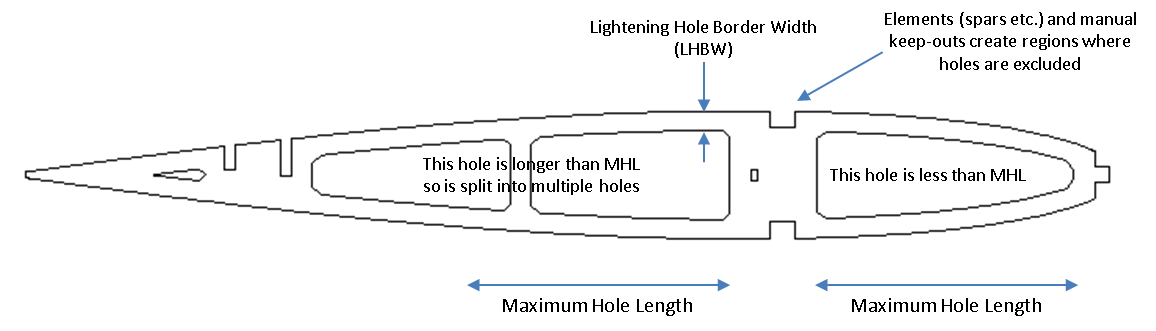 Lightening Hole Border Width
(LHBW)
Elements (spars etc.) and manual
keep-outs create regions where
holes are excluded
This hole is longer than MHL
so is split into multiple holes
This hole is less than MHL
Maximum Hole Length
Maximum Hole Length